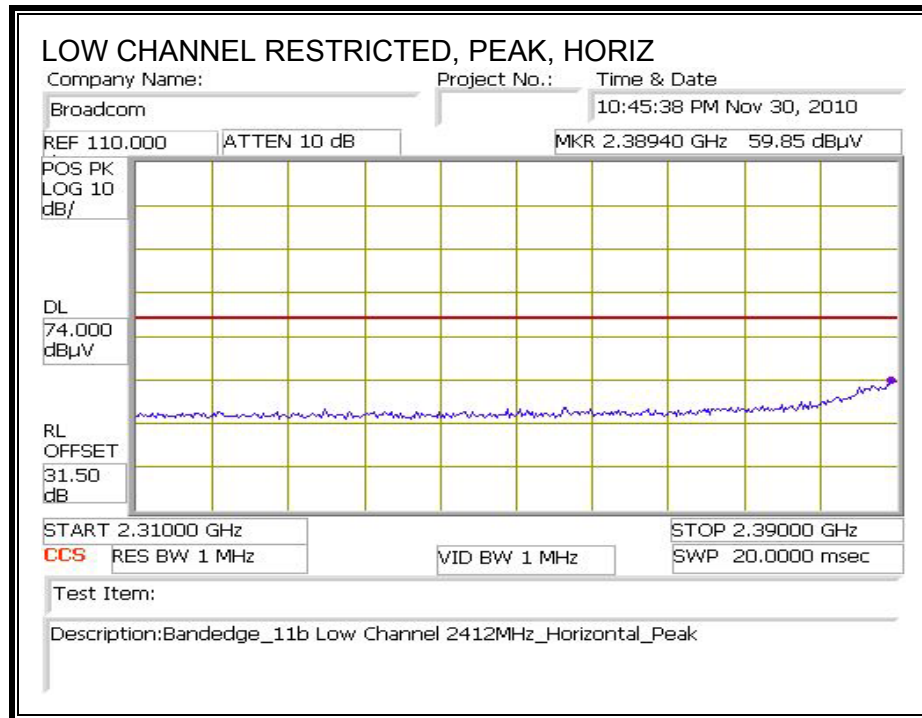 LOW CHANNEL RESTRICTED, PEAK, HORIZ
Company Name: Project No.: Time & Date
Broadcom 10:45:38 PM Nov 30, 2010
REF 110.000 ATTEN 10 dB MKR 2.38940 GHz 59.85 dBµV
POS PK
LOG 10
dB/
DL
74.000
dBµV
RL
OFFSET
31.50
dB
START 2.31000 GHz STOP 2.39000 GHz
CCS RES BW 1 MHz VID BW 1 MHz SWP 20.0000 msec
Test Item:
Description:Bandedge_11b Low Channel 2412MHz_Horizontal_Peak